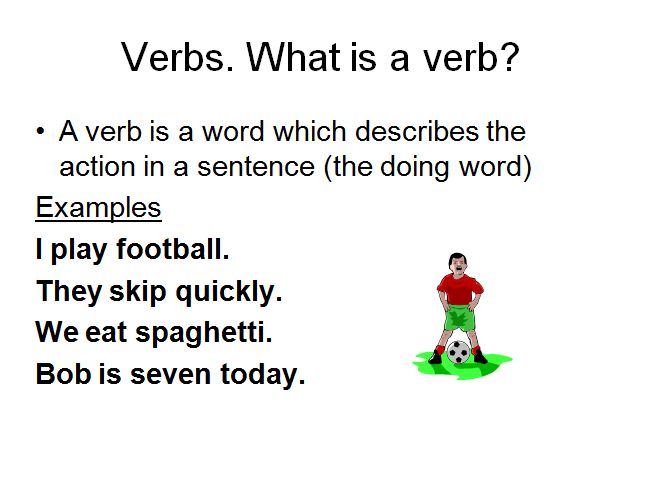 Verbs. What is a verb?
• A verb is a word which describes the
action in a sentence (the doing word)
Examples
I play football.
They skip quickly.
We eat spaghetti.
Bob is seven today.